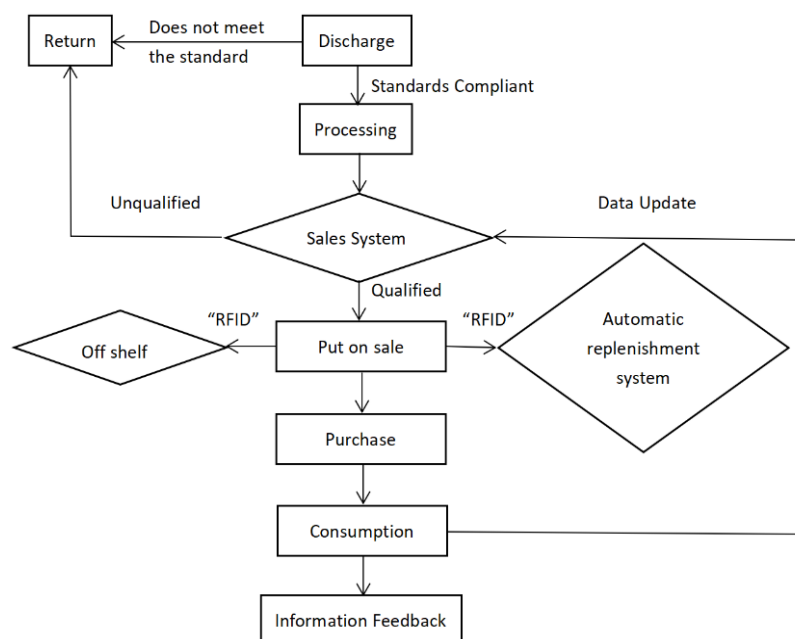 Return
Does not meet
the standard
Discharge
Standards Compliant
Processing
Unqualified
Sales System
Data Update
Qualified
Off shelf
“RFID”
Put on sale
“RFID”
Automatic
replenishment
system
Purchase
Consumption
Information Feedback